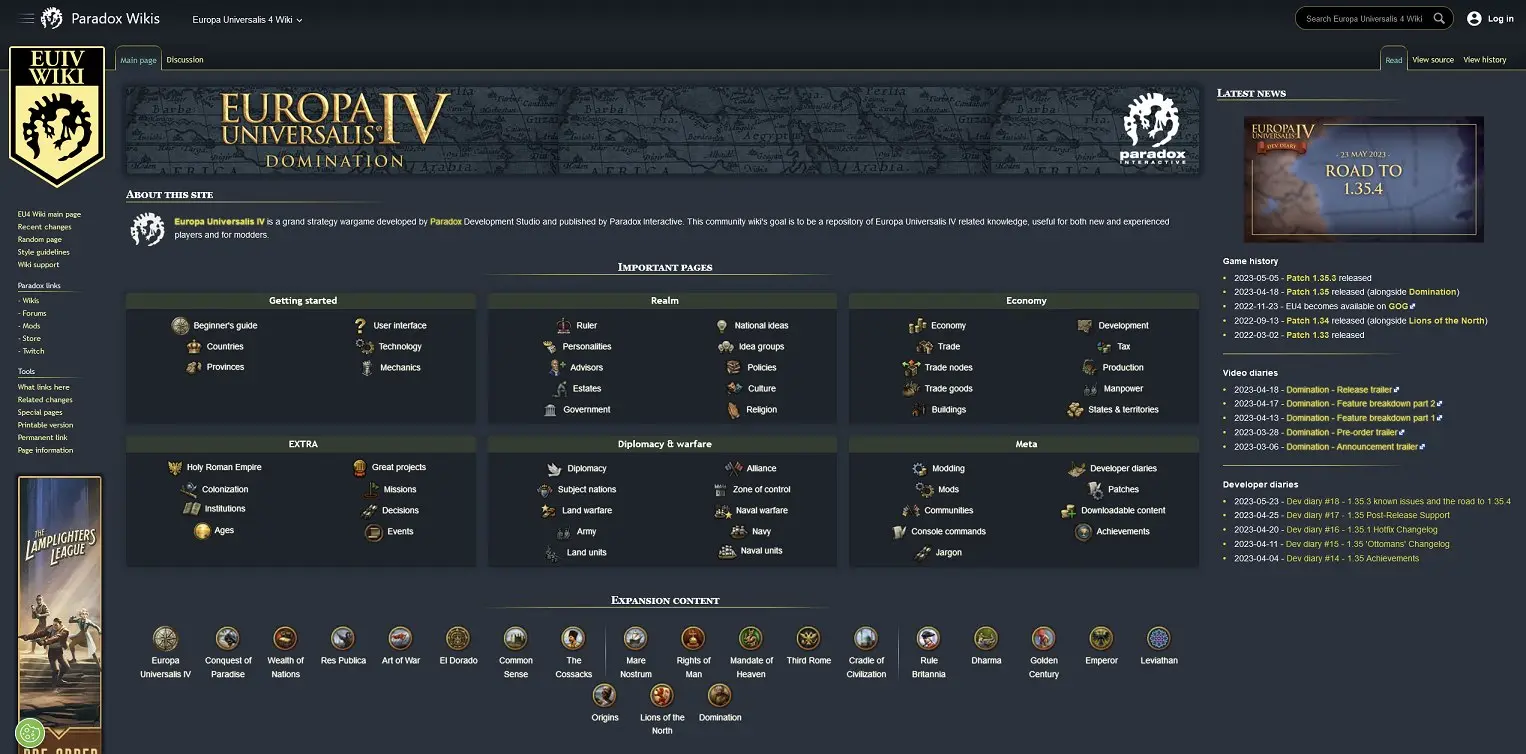 Paradox Wikis
Europa Universalis 4 Wiki
Search Europa Universalis 4 Wiki
Log in
EUIV
WIKI
Main page
Discussion
Read
View source
View history
EUROPA
UNIVERSALIS IV
DOMINATION
paradox
INTERACTIVE
ABOUT THIS SITE
Europa Universalis IV is a grand strategy wargame developed by Paradox Development Studio and published by Paradox Interactive. This community wiki's goal is to be a repository of Europa Universalis IV related knowledge, useful for both new and experienced
players and for modders.
EU4 Wiki main page
Recent changes
Random page
Style guidelines
Wiki support
Paradox links
- Wikis
- Forums
- Mods
- Store
- Twitch
Tools
What links here
Related changes
Special pages
Printable version
Permanent link
Page information
THE
LAMPLIGHTERS
LEAGUE
IMPORTANT PAGES
Getting started
Beginner's guide
User interface
Countries
Technology
Provinces
Mechanics
Realm
Ruler
National ideas
Personalities
Idea groups
Advisors
Policies
Estates
Culture
Government
Religion
Economy
Economy
Development
Trade
Tax
Trade nodes
Production
Trade goods
Manpower
Buildings
States & territories
EXTRA
Holy Roman Empire
Great projects
Colonization
Missions
Institutions
Decisions
Ages
Events
Diplomacy & warfare
Diplomacy
Alliance
Subject nations
Zone of control
Land warfare
Naval warfare
Army
Navy
Land units
Naval units
Meta
Modding
Developer diaries
Mods
Patches
Communities
Downloadable content
Console commands
Achievements
Jargon
EXPANSION CONTENT
Europa
Universalis IV
Conquest of
Paradise
Wealth of
Nations
Res Publica
Art of War
El Dorado
Common
Sense
The
Cossacks
Mare
Nostrum
Rights of
Man
Mandate of
Heaven
Third Rome
Cradle of
Civilization
Rule
Britannia
Dharma
Golden
Century
Emperor
Leviathan
Origins
Lions of the
North
Domination
LATEST NEWS
EUROPA
UNIVERSALIS IV
DEV DIARY
- 23 MAY 2023 -
ROAD TO
1.35.4
Game history
2023-05-05 - Patch 1.35.3 released
2023-04-18 - Patch 1.35 released (alongside Domination)
2022-11-23 - EU4 becomes available on GOG
2022-09-13 - Patch 1.34 released (alongside Lions of the North)
2022-03-02 - Patch 1.33 released
Video diaries
2023-04-18 - Domination - Release trailer
2023-04-17 - Domination - Feature breakdown part 2
2023-04-13 - Domination - Feature breakdown part 1
2023-03-28 - Domination - Pre-order trailer
2023-03-06 - Domination - Announcement trailer
Developer diaries
2023-05-23 - Dev diary #18 - 1.35.3 known issues and the road to 1.35.4
2023-04-25 - Dev diary #17 - 1.35 Post-Release Support
2023-04-20 - Dev diary #16 - 1.35.1 Hotfix Changelog
2023-04-11 - Dev diary #15 - 1.35 'Ottomans' Changelog
2023-04-04 - Dev diary #14 - 1.35 Achievements